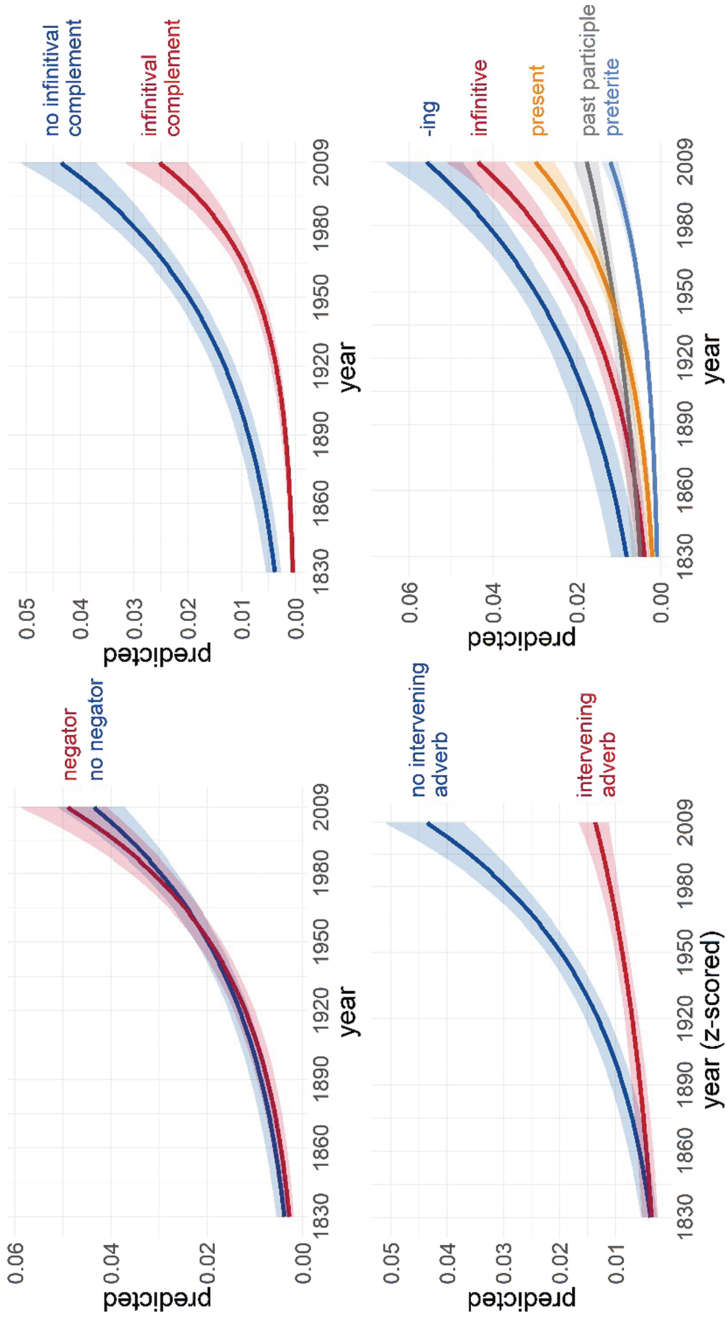 predicted
0.06
0.04
0.02
0.00
1830 1860 1890 1920 1950 1980 2009
year
negator
no negator
predicted
0.05
0.04
0.03
0.02
0.01
0.00
1830 1860 1890 1920 1950 1980 2009
year
no infinitival
complement
infinitival
complement
predicted
0.05
0.04
0.03
0.02
0.01
1830 1860 1890 1920 1950 1980 2009
year (z-scored)
no intervening
adverb
intervening
adverb
predicted
0.06
0.04
0.02
0.00
1830 1860 1890 1920 1950 1980 2009
year
-ing
infinitive
present
past participle
preterite